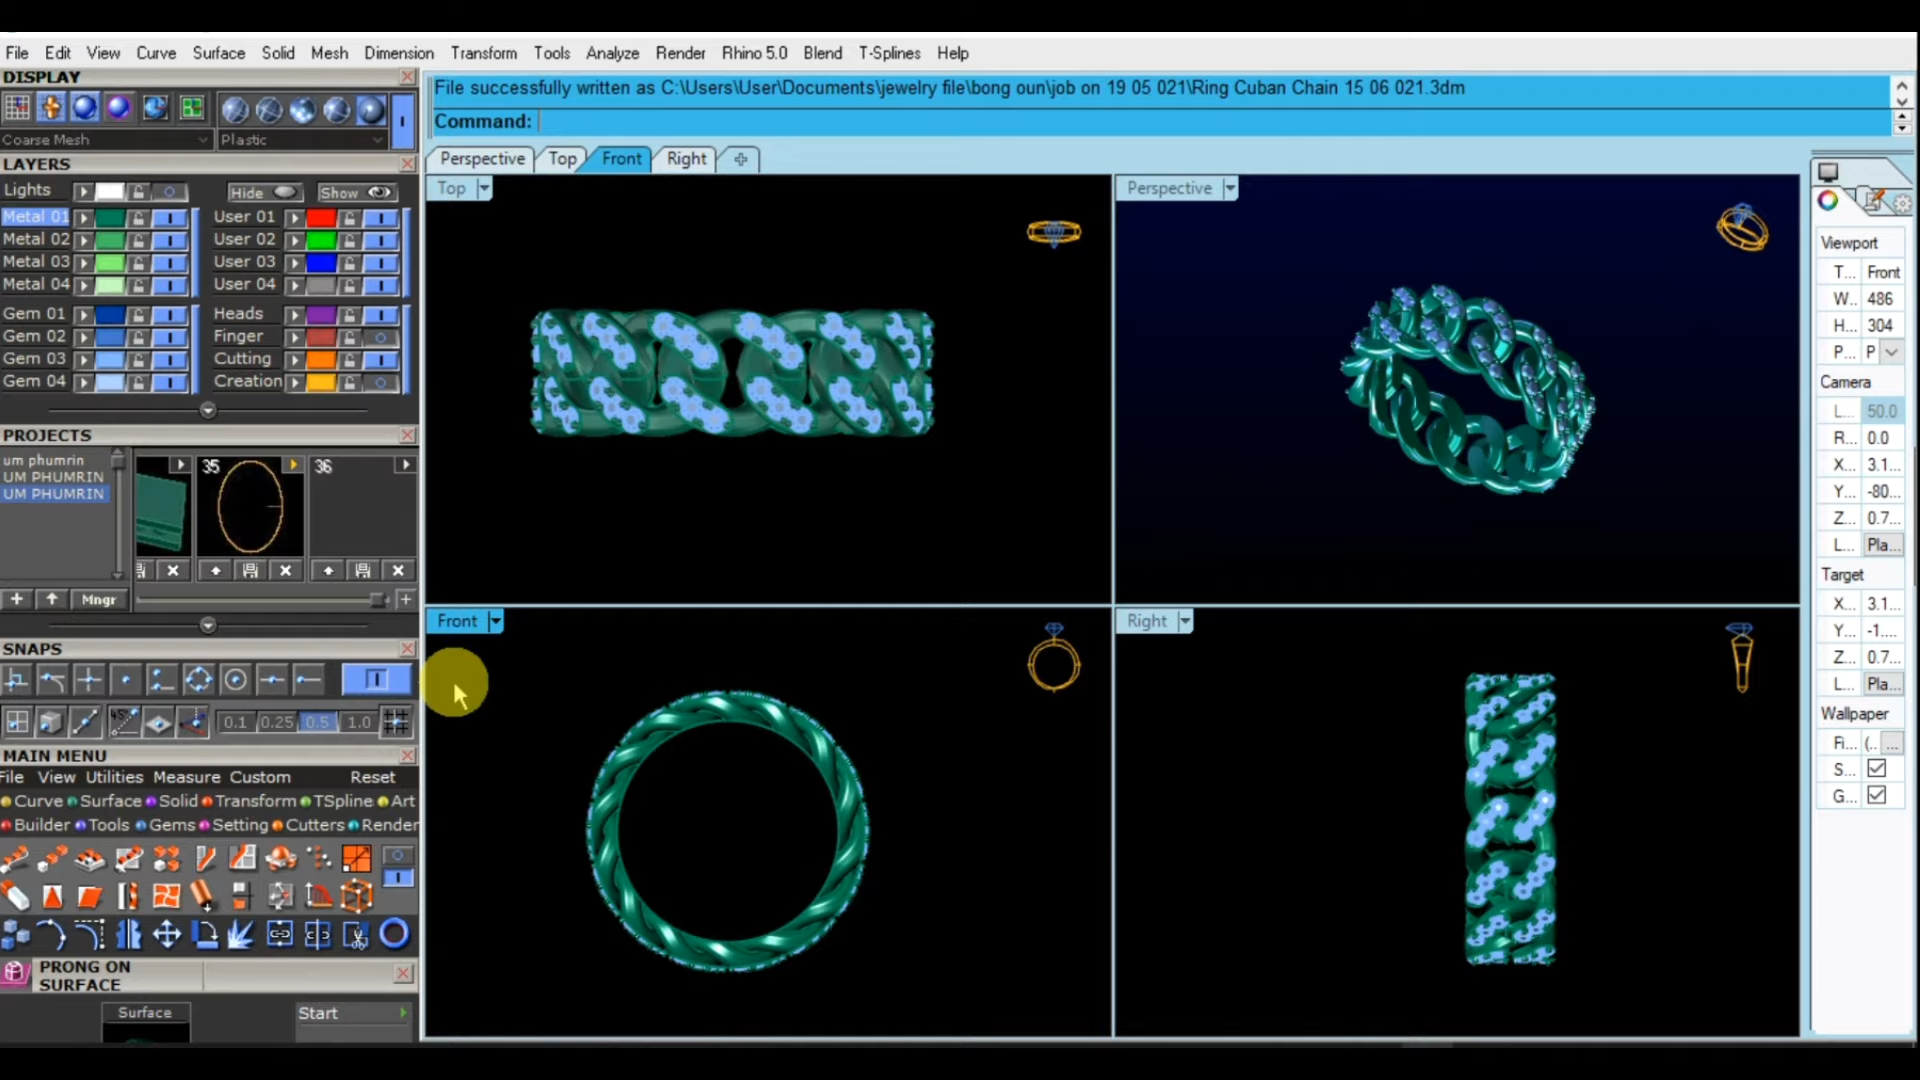 File Edit View Curve Surface Solid Mesh Dimension Transform Tools Analyze Render Rhino 5.0 Blend T-Splines Help
DISPLAY
Coarse Mesh
Plastic
File successfully written as C:\Users\User\Documents\jewelry file\bong oun\job on 19 05 021\Ring Cuban Chain 15 06 021.3dm
Command:
Perspective Top Front Right
LAYERS
Lights Hide Show
Metal 01 User 01
Metal 02 User 02
Metal 03 User 03
Metal 04 User 04
Gem 01 Heads
Gem 02 Finger
Gem 03 Cutting
Gem 04 Creation
PROJECTS
um phumrin
UM PHUMRIN
UM PHUMRIN
35
36
Mngr
SNAPS
45°
0.1 0.25 0.5 1.0
MAIN MENU
File View Utilities Measure Custom Reset
Curve Surface Solid Transform TSpline Art
Builder Tools Gems Setting Cutters Render
PRONG ON
SURFACE
Surface
Start
Top
Perspective
Front
Right
Viewport
T... Front
W.. 486
H... 304
P... P
Camera
L... 50.0
R... 0.0
X... 3.1...
Y... -80...
Z... 0.7...
L... Pla...
Target
X... 3.1...
Y... -1....
Z... 0.7...
L... Pla...
Wallpaper
Fi... (.. ...
S...
G...